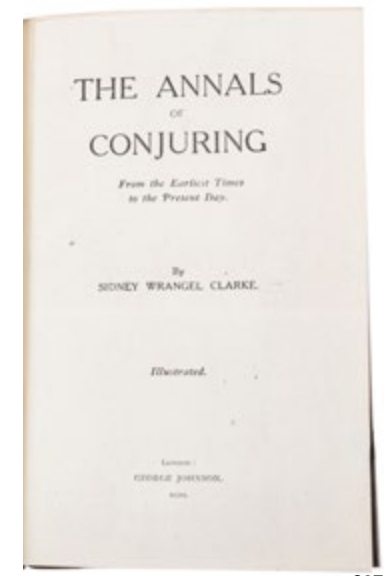 THE ANNALS
OF
CONJURING
From the Earliest Times
to the Present Day.
By
SIDNEY WRANGEL CLARKE.
Illustrated.
London:
GEORGE JOHNSON.